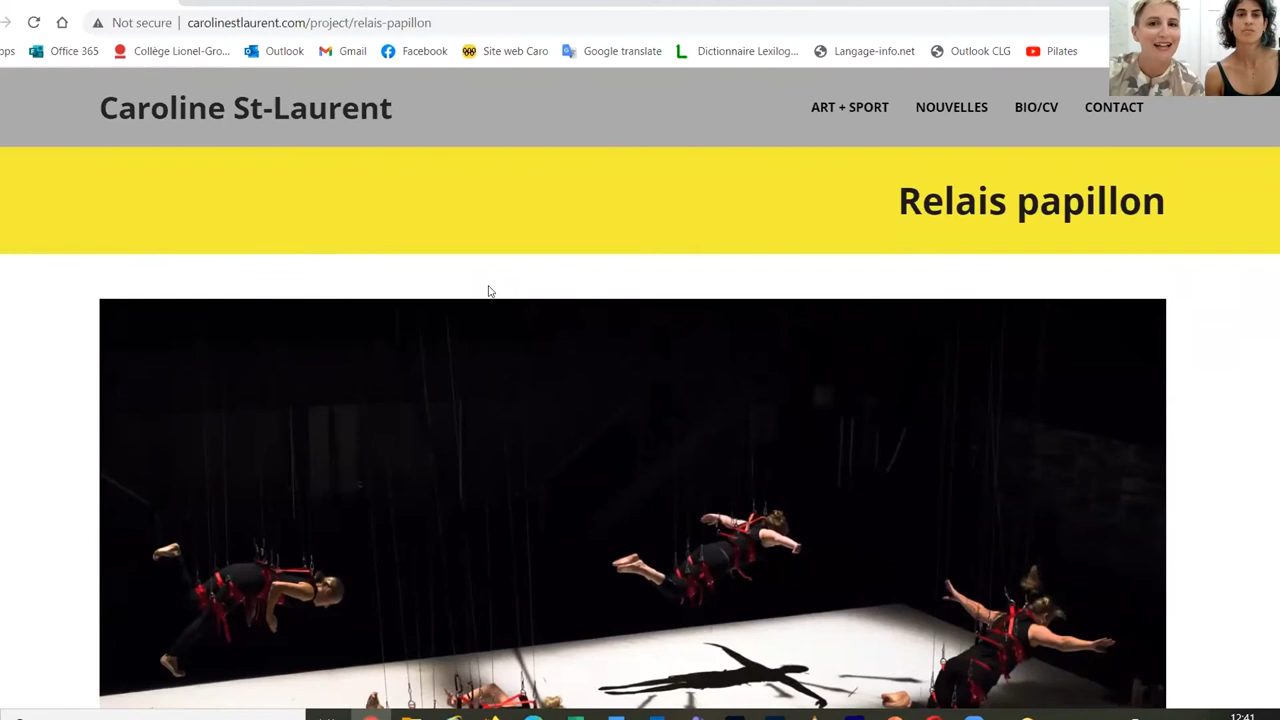 Not secure | carolinestlaurent.com/project/relais-papillon
pps Office 365 Collège Lionel-Gro... Outlook Gmail Facebook Site web Caro Google translate Dictionnaire Lexilog... Langage-info.net Outlook CLG Pilates
Caroline St-Laurent ART + SPORT NOUVELLES BIO/CV CONTACT
Relais papillon
12:41